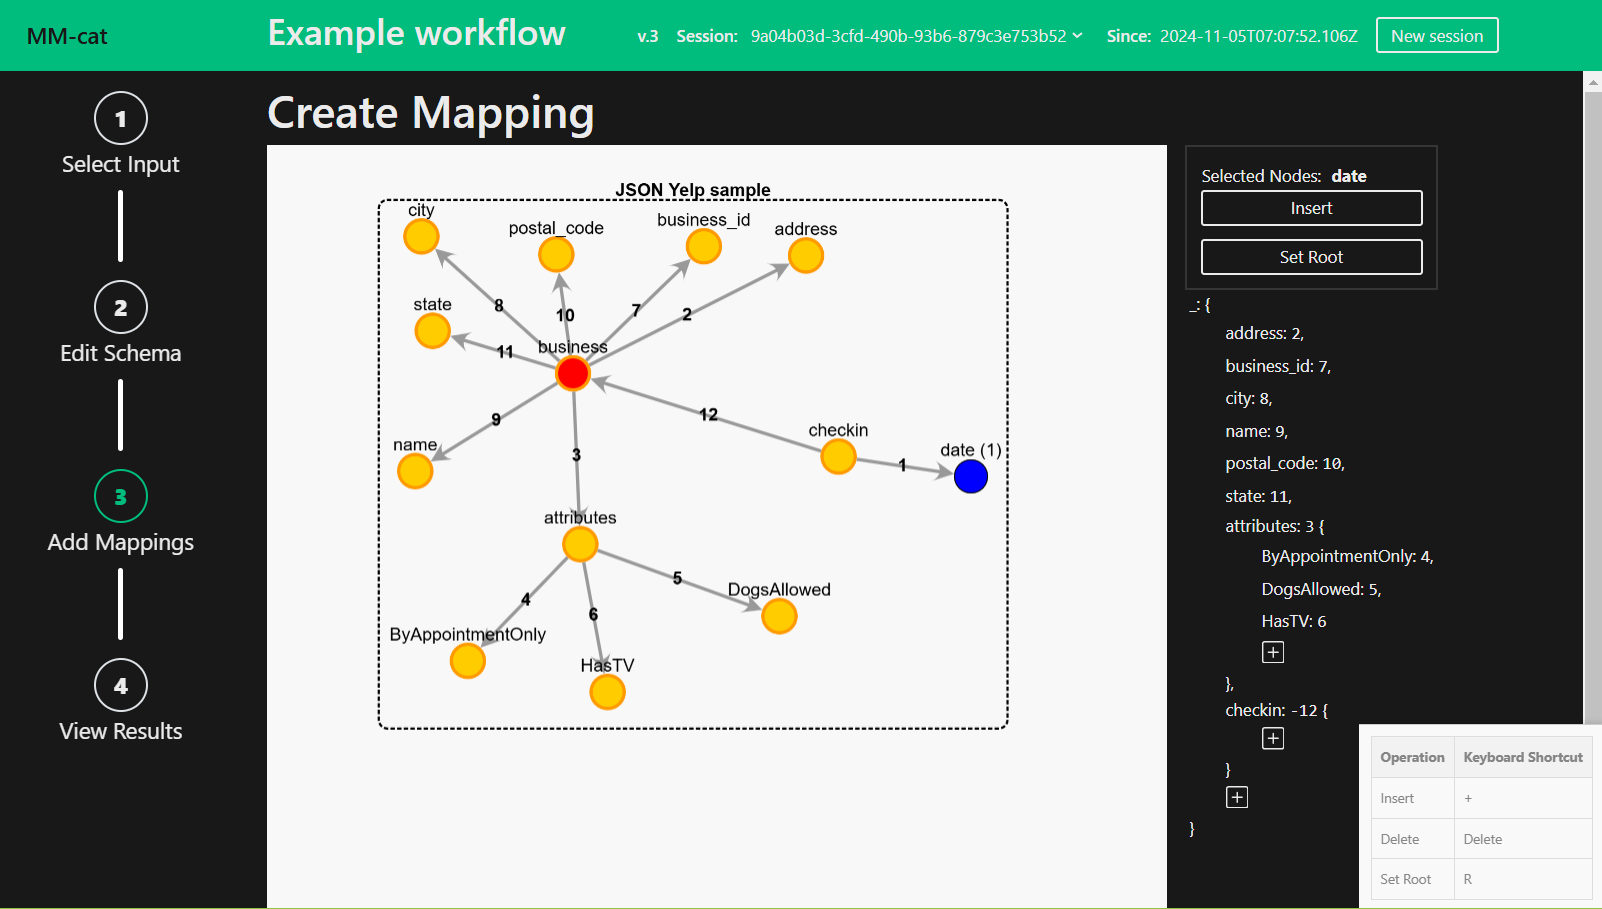 MM-cat
Example workflow
v.3 Session: 9a04b03d-3cfd-490b-93b6-879c3e753b52 Since: 2024-11-05T07:07:52.106Z New session
1
Select Input
2
Edit Schema
3
Add Mappings
4
View Results
Create Mapping
JSON Yelp sample
city
postal_code
business_id
address
state
8
10
7
2
11
business
9
12
name
3
checkin
date (1)
1
attributes
4
6
5
DogsAllowed
ByAppointmentOnly
HasTV
Selected Nodes: date
Insert
Set Root
_: {
address: 2,
business_id: 7,
city: 8,
name: 9,
postal_code: 10,
state: 11,
attributes: 3 {
ByAppointmentOnly: 4,
DogsAllowed: 5,
HasTV: 6
+
},
checkin: -12 {
+
}
+
}
Operation Keyboard Shortcut
Insert +
Delete Delete
Set Root R